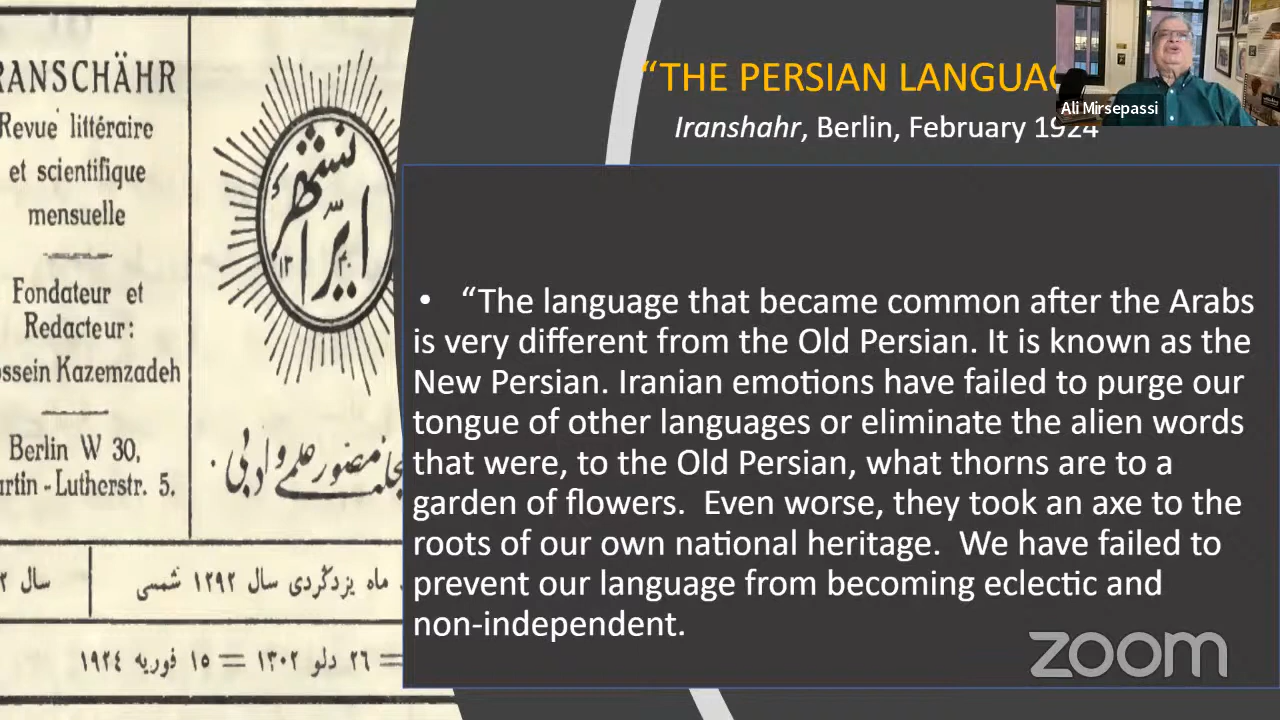 RANSCHÄHR
Revue littéraire
et scientifique
mensuelle
Fondateur et
Redacteur:
ossein Kazemzadeh
Berlin W 30,
rtin - Lutherstr. 5.
ایرانشهر
مجله مصور علمی و ادبی
ماه یزدگردی سال ۱۲۹۲ شمسی
سال
= ۲۶ دلو ۱۳۰۲ = ۱۵ فوریه ۱۹۲۴
“THE PERSIAN LANGUAG
Iranshahr, Berlin, February 1924
Ali Mirsepassi
• “The language that became common after the Arabs
is very different from the Old Persian. It is known as the
New Persian. Iranian emotions have failed to purge our
tongue of other languages or eliminate the alien words
that were, to the Old Persian, what thorns are to a
garden of flowers. Even worse, they took an axe to the
roots of our own national heritage. We have failed to
prevent our language from becoming eclectic and
non-independent.
zoom